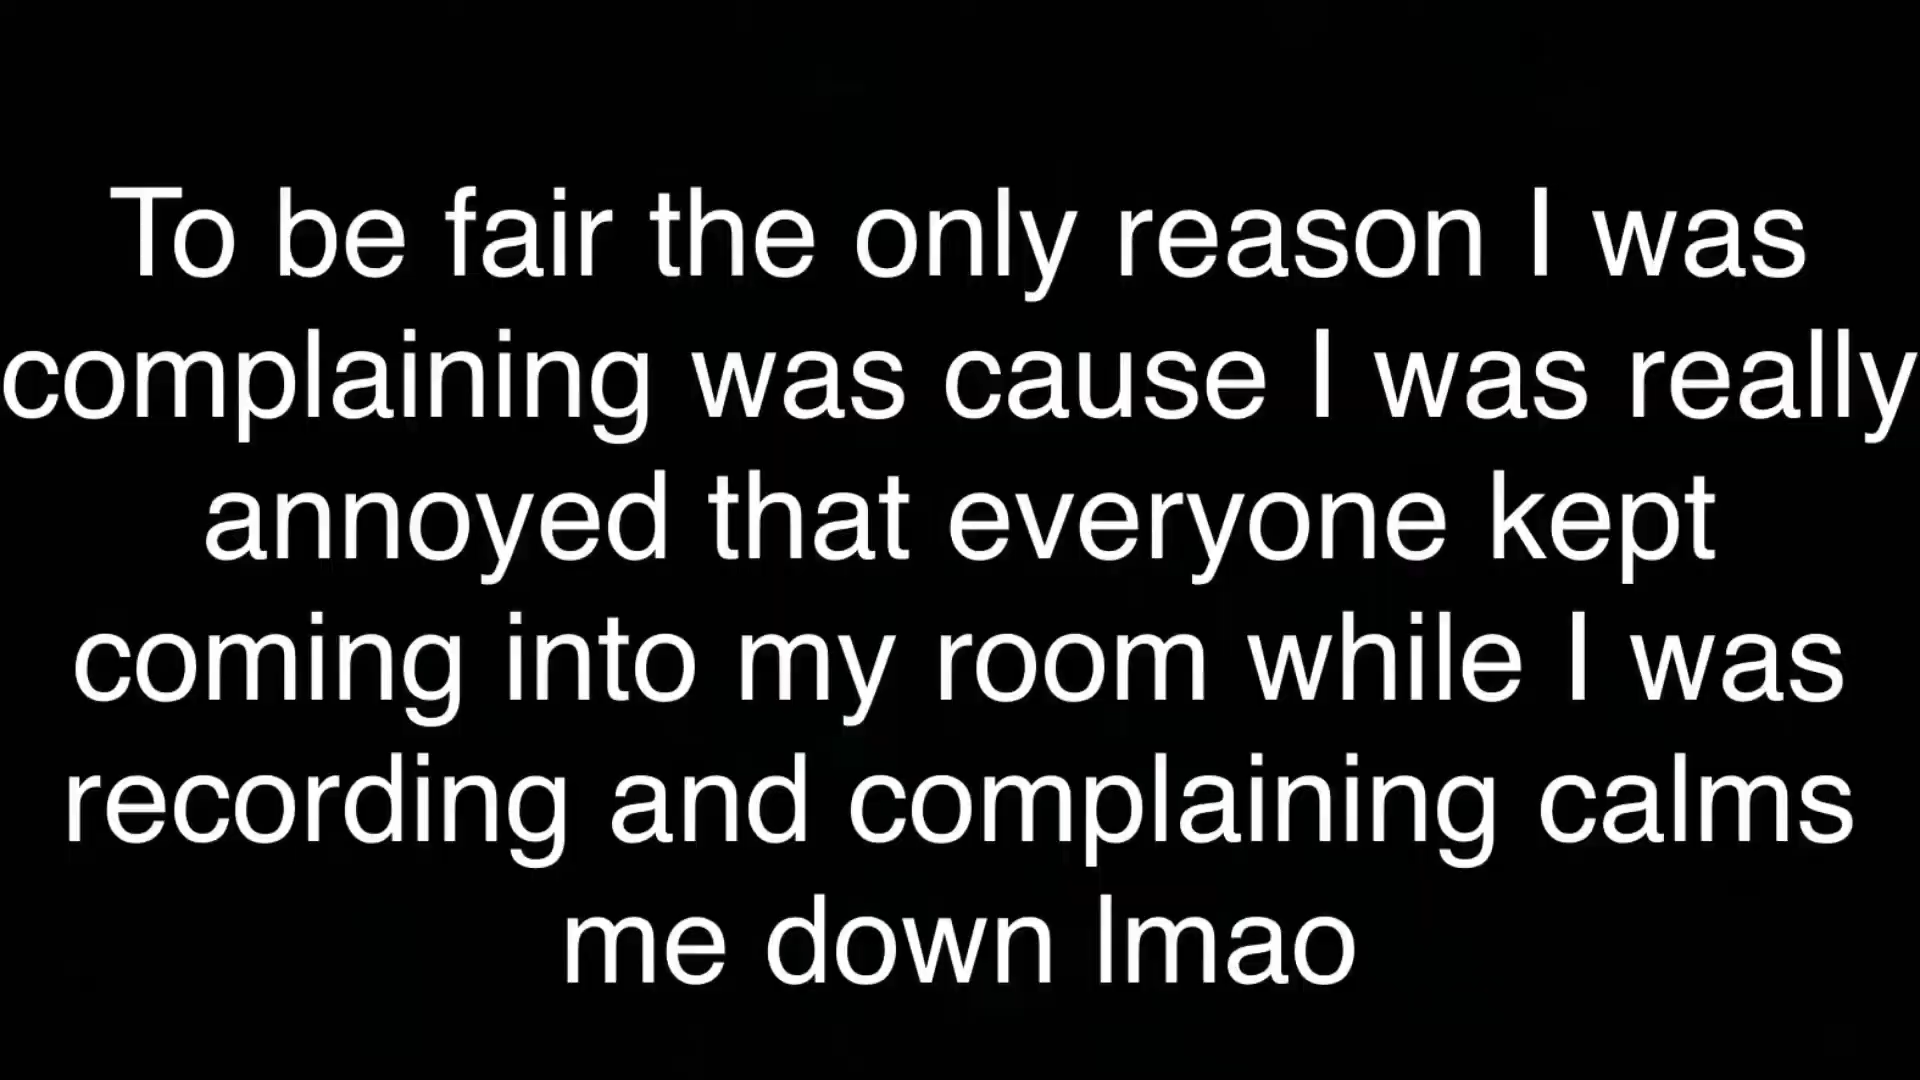 To be fair the only reason I was
complaining was cause I was really
annoyed that everyone kept
coming into my room while I was
recording and complaining calms
me down lmao